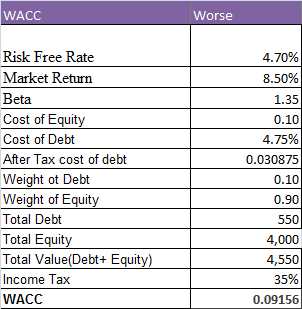 WACC Worse
Risk Free Rate 4.70%
Market Return 8.50%
Beta 1.35
Cost of Equity 0.10
Cost of Debt 4.75%
After Tax cost of debt 0.030875
Weight ot Debt 0.10
Weight of Equity 0.90
Total Debt 550
Total Equity 4,000
Total Value(Debt+ Equity) 4,550
Income Tax 35%
WACC 0.09156